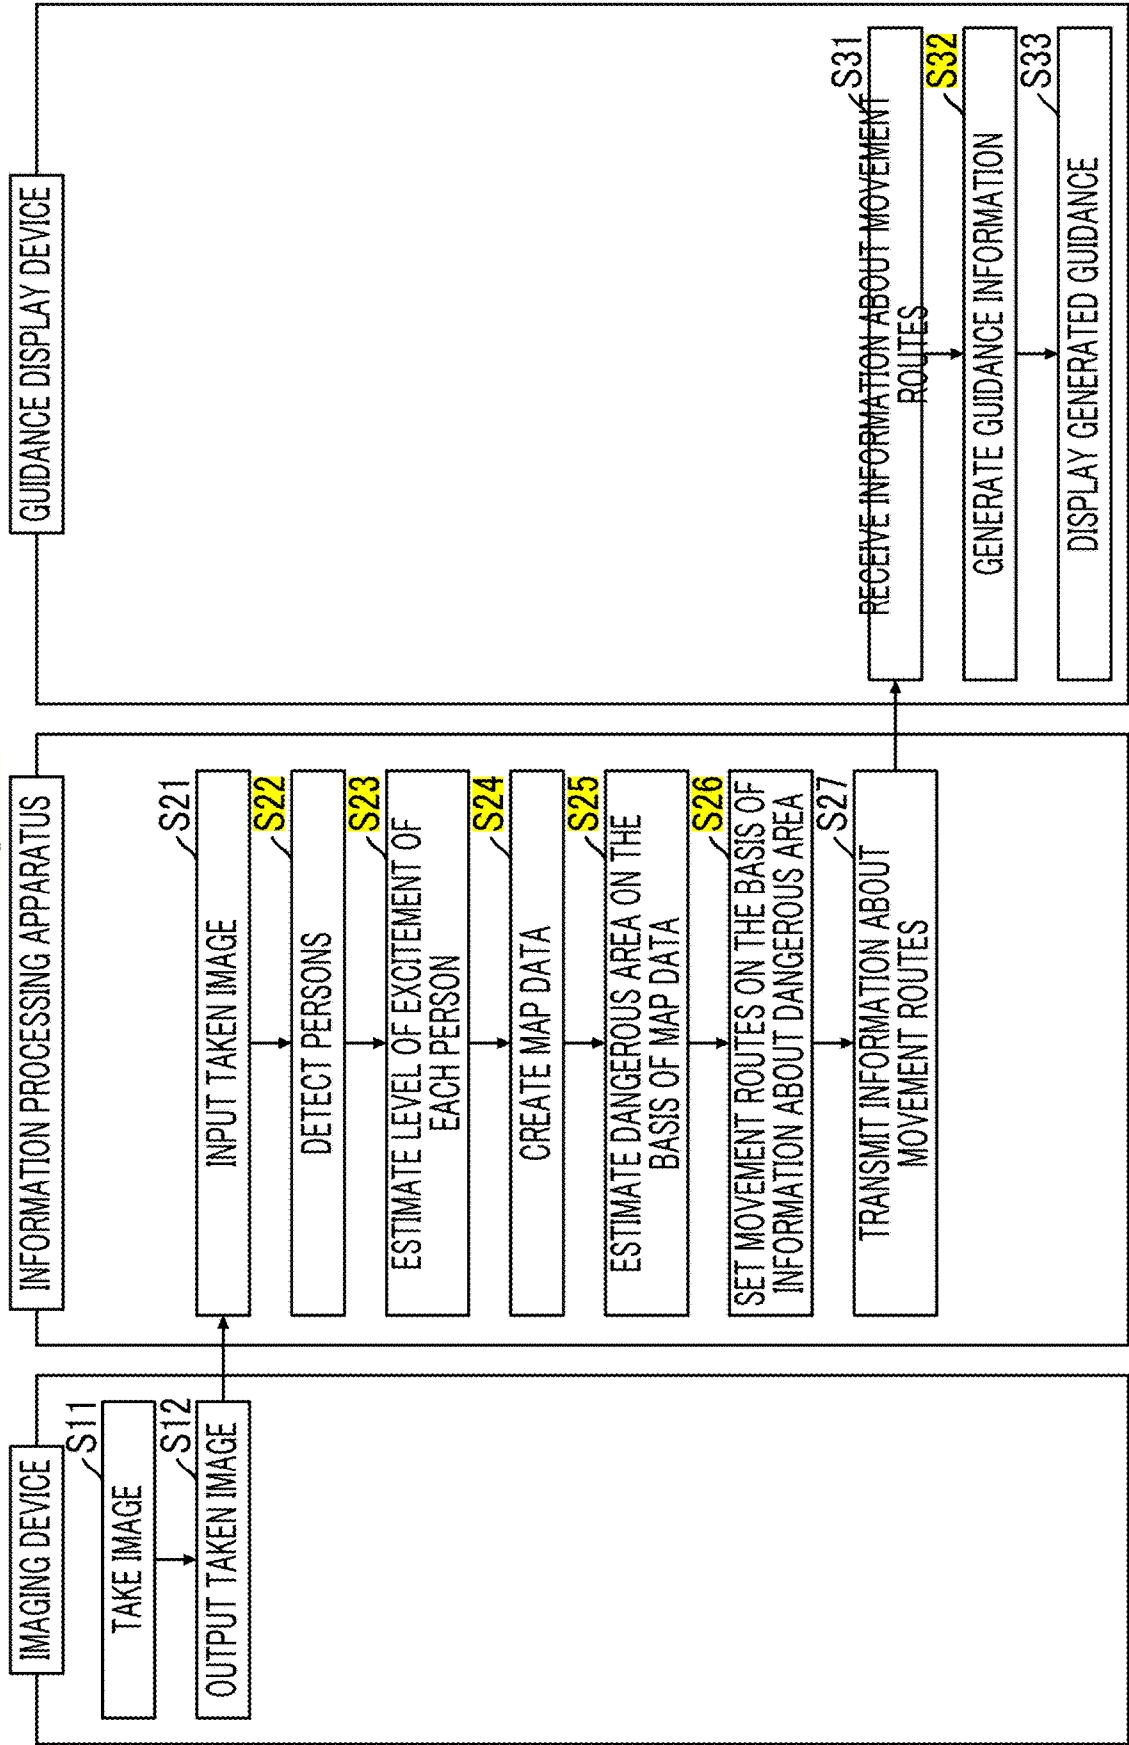 IMAGING DEVICE
S11
TAKE IMAGE
S12
OUTPUT TAKEN IMAGE
INFORMATION PROCESSING APPARATUS
S21
INPUT TAKEN IMAGE
S22
DETECT PERSONS
S23
ESTIMATE LEVEL OF EXCITEMENT OF
EACH PERSON
S24
CREATE MAP DATA
S25
ESTIMATE DANGEROUS AREA ON THE
BASIS OF MAP DATA
S26
SET MOVEMENT ROUTES ON THE BASIS OF
INFORMATION ABOUT DANGEROUS AREA
S27
TRANSMIT INFORMATION ABOUT
MOVEMENT ROUTES
GUIDANCE DISPLAY DEVICE
S31
RECEIVE INFORMATION ABOUT MOVEMENT
ROUTES
S32
GENERATE GUIDANCE INFORMATION
S33
DISPLAY GENERATED GUIDANCE